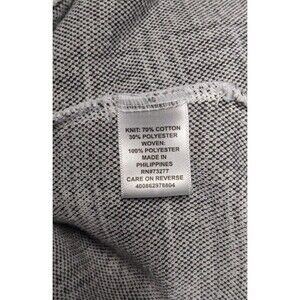 KNIT: 70% COTTON
30% POLYESTER
WOVEN:
100% POLYESTER
MADE IN
PHILIPPINES
RN#73277
CARE ON REVERSE
400862978804